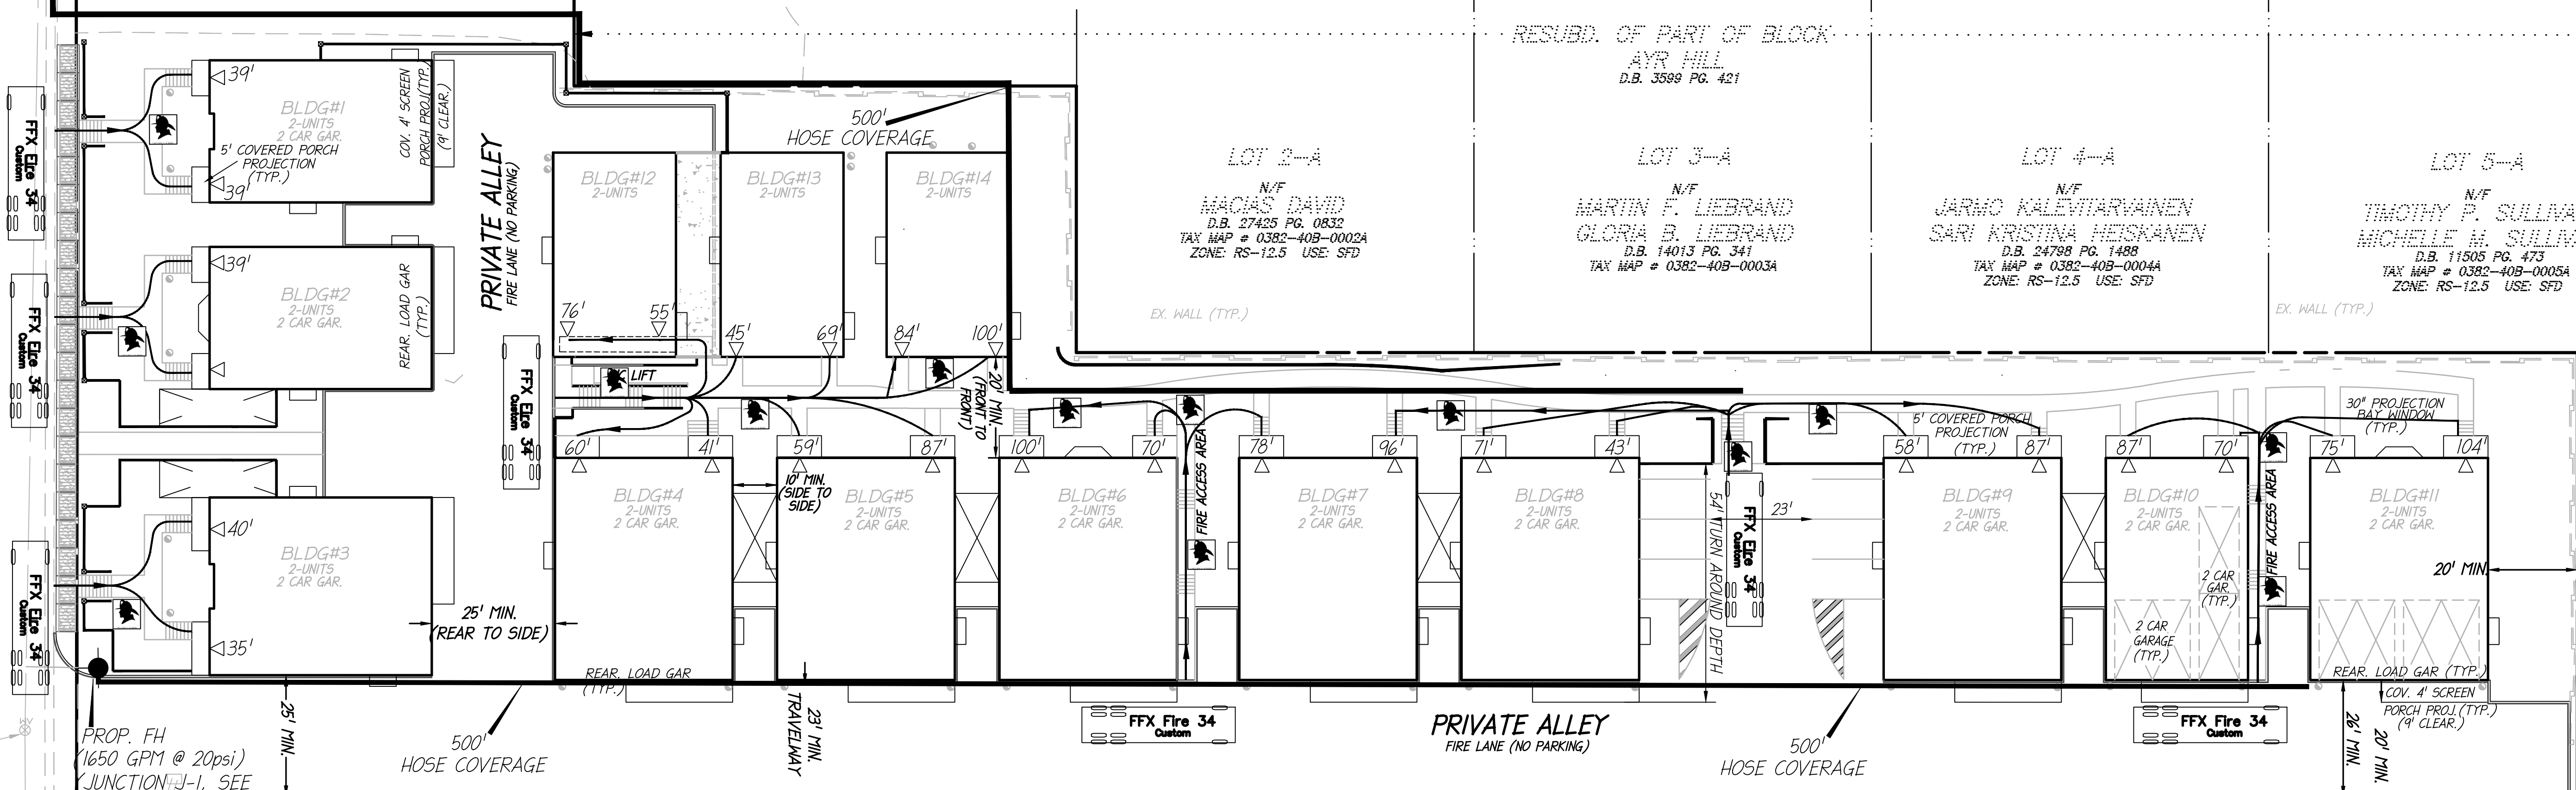 RESUBD. OF PART OF BLOCK
AYR HILL
D.B. 3599 PG. 421
LOT 2-A
N/F
MACIAS DAVID
D.B. 27425 PG. 0832
TAX MAP # 0382-40B-0002A
ZONE: RS-12.5 USE: SFD
LOT 3-A
N/F
MARTIN F. LIEBRAND
GLORIA B. LIEBRAND
D.B. 14013 PG. 341
TAX MAP # 0382-40B-0003A
LOT 4-A
N/F
JARMO KALEVITARVAINEN
SARI KRISTINA HEISKANEN
D.B. 24798 PG. 1488
TAX MAP # 0382-40B-0004A
ZONE: RS-12.5 USE: SFD
LOT 5-A
N/F
TIMOTHY P. SULLIVA
MICHELLE M. SULLIV
D.B. 11505 PG. 473
TAX MAP # 0382-40B-0005A
ZONE: RS-12.5 USE: SFD
EX. WALL (TYP.)
EX. WALL (TYP.)
FFX Fire 34
Custom
39'
BLDG#1
2-UNITS
2 CAR GAR.
5' COVERED PORCH
PROJECTION
(TYP.)
39'
COV. 4' SCREEN
PORCH PROJ.(TYP.)
(9' CLEAR.)
FFX Fire 34
Custom
39'
BLDG#2
2-UNITS
2 CAR GAR.
REAR. LOAD GAR
(TYP.)
FFX Fire 34
Custom
40'
BLDG#3
2-UNITS
2 CAR GAR.
35'
PRIVATE ALLEY
FIRE LANE (NO PARKING)
500'
HOSE COVERAGE
BLDG#12
2-UNITS
76'
55'
BLDG#13
2-UNITS
45'
69'
BLDG#14
2-UNITS
84'
100'
LIFT
20' MIN.
(FRONT TO
FRONT)
FFX Fire 34
Custom
25' MIN.
(REAR TO SIDE)
60'
41'
BLDG#4
2-UNITS
2 CAR GAR.
REAR. LOAD GAR
(TYP.)
10' MIN.
(SIDE TO
SIDE)
59'
87'
BLDG#5
2-UNITS
2 CAR GAR.
100'
70'
BLDG#6
2-UNITS
2 CAR GAR.
FIRE ACCESS AREA
78'
96'
BLDG#7
2-UNITS
2 CAR GAR.
71'
43'
BLDG#8
2-UNITS
2 CAR GAR.
54' TURN AROUND DEPTH
FFX Fire 34
Custom
23'
5' COVERED PORCH
PROJECTION
(TYP.)
58'
87'
BLDG#9
2-UNITS
2 CAR GAR.
87'
70'
BLDG#10
2-UNITS
2 CAR GAR.
2 CAR
GAR.
(TYP.)
2 CAR
GARAGE
(TYP.)
FIRE ACCESS AREA
30" PROJECTION
BAY WINDOW
(TYP.)
75'
104'
BLDG#11
2-UNITS
2 CAR GAR.
20' MIN.
REAR. LOAD GAR (TYP.)
COV. 4' SCREEN
PORCH PROJ.(TYP.)
(9' CLEAR.)
WV
PROP. FH
(1650 GPM @ 20psi)
(JUNCTION J-1, SEE
25' MIN.
500'
HOSE COVERAGE
23' MIN.
TRAVELWAY
FFX Fire 34
Custom
PRIVATE ALLEY
FIRE LANE (NO PARKING)
500'
HOSE COVERAGE
FFX Fire 34
Custom
26' MIN.
20' MIN.